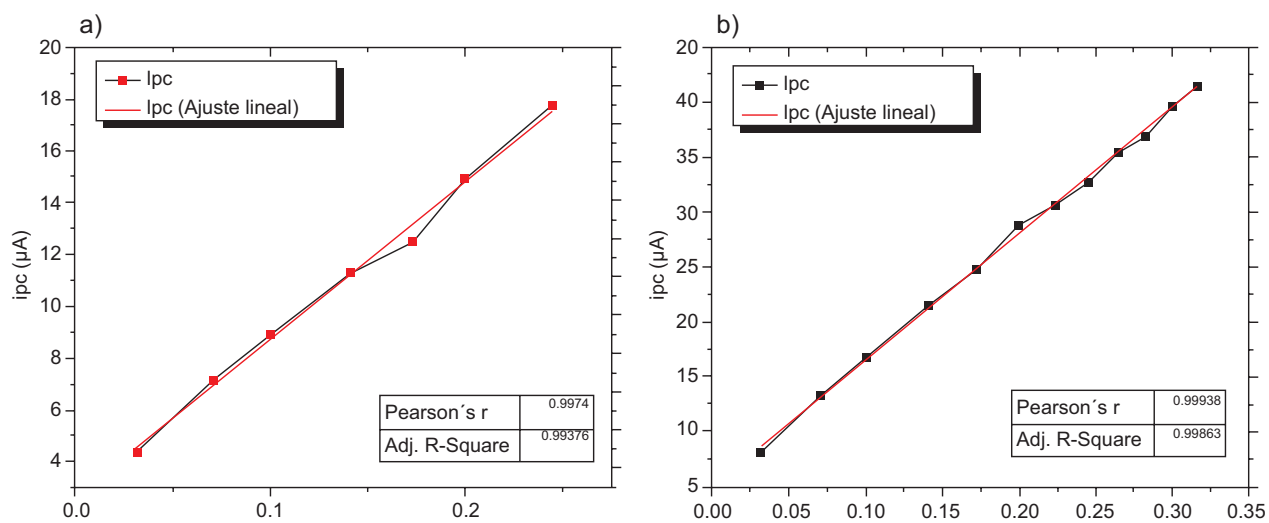 a)
20
18
16
14
12
10
8
6
4
ipc (µA)
Ipc
Ipc (Ajuste lineal)
Pearson´s r 0.9974
Adj. R-Square 0.99376
0.0 0.1 0.2
b)
20
40
35
30
25
20
15
10
5
ipc (µA)
Ipc
Ipc (Ajuste lineal)
Pearson´s r 0.99938
Adj. R-Square 0.99863
0.00 0.05 0.10 0.15 0.20 0.25 0.30 0.35